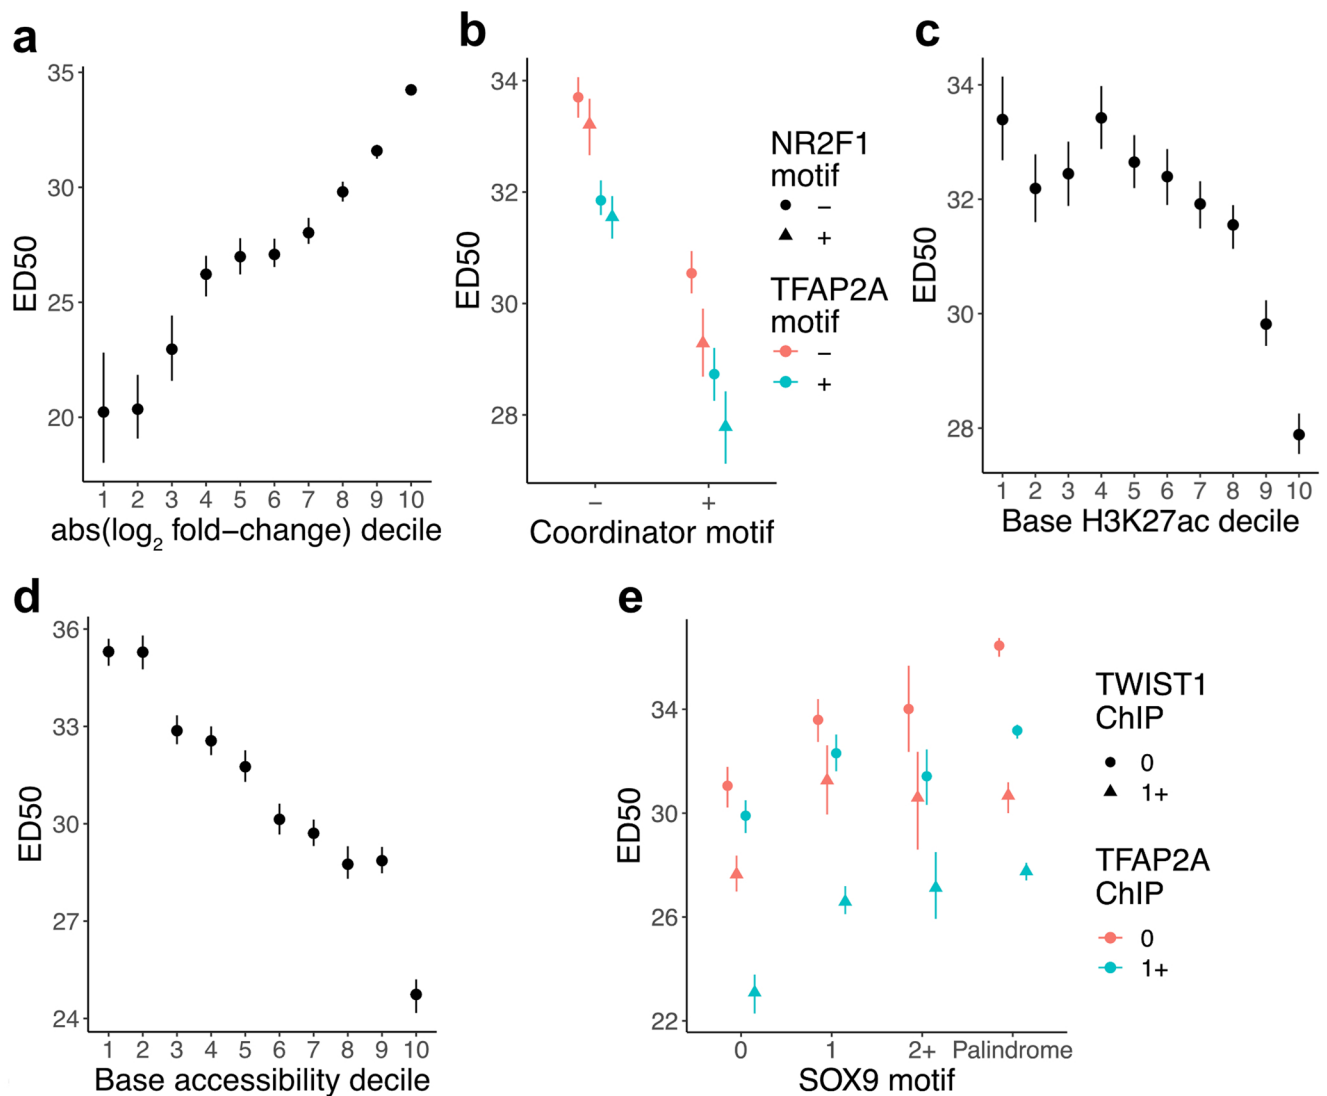 a
35
30
25
20
ED50
1 2 3 4 5 6 7 8 9 10
abs(log2 fold−change) decile
b
34
32
30
28
ED50
− +
Coordinator motif
NR2F1
motif
−
+
TFAP2A
motif
−
+
c
34
32
30
28
ED50
1 2 3 4 5 6 7 8 9 10
Base H3K27ac decile
d
36
33
30
27
24
ED50
1 2 3 4 5 6 7 8 9 10
Base accessibility decile
e
34
30
26
22
ED50
0 1 2+ Palindrome
SOX9 motif
TWIST1
ChIP
0
1+
TFAP2A
ChIP
0
1+